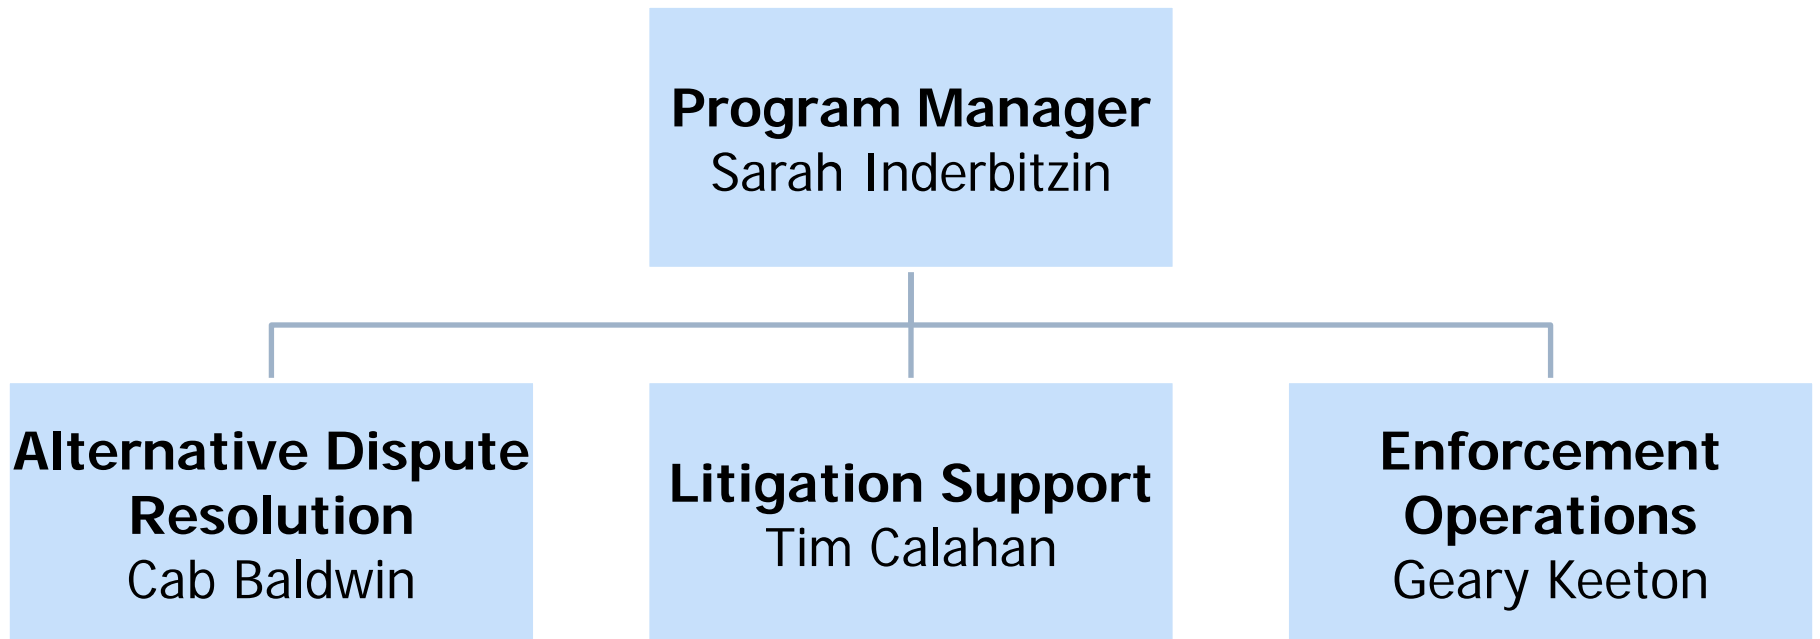 Program Manager
Sarah Inderbitzin
Alternative Dispute
Resolution
Cab Baldwin
Litigation Support
Tim Calahan
Enforcement
Operations
Geary Keeton